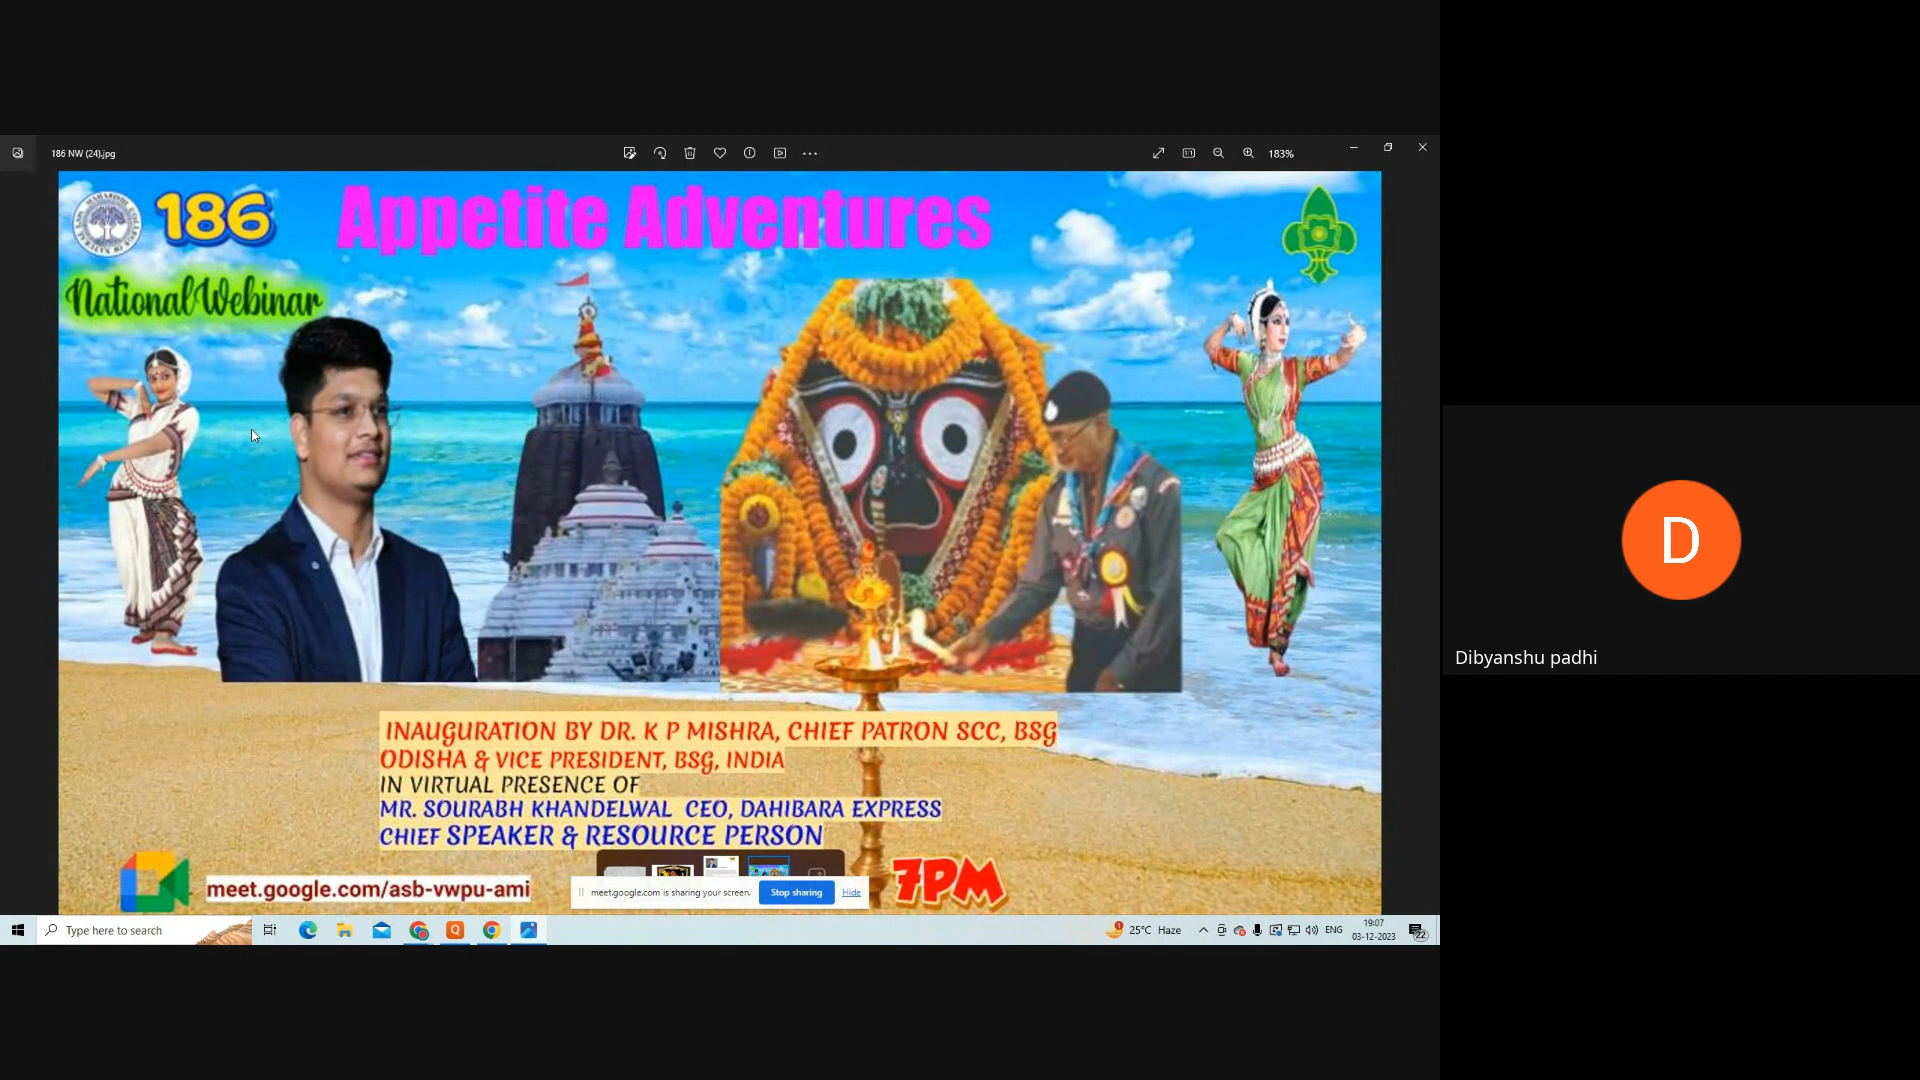 186 NW (24).jpg
183%
186
Appetite Adventures
National Webinar
INAUGURATION BY DR. K P MISHRA, CHIEF PATRON SCC, BSG
ODISHA & VICE PRESIDENT, BSG, INDIA
IN VIRTUAL PRESENCE OF
MR. SOURABH KHANDELWAL CEO, DAHIBARA EXPRESS
CHIEF SPEAKER & RESOURCE PERSON
meet.google.com/asb-vwpu-ami
7PM
meet.google.com is sharing your screen.
Stop sharing
Hide
Type here to search
25°C Haze
ENG
19:07
03-12-2023
22
D
Dibyanshu padhi